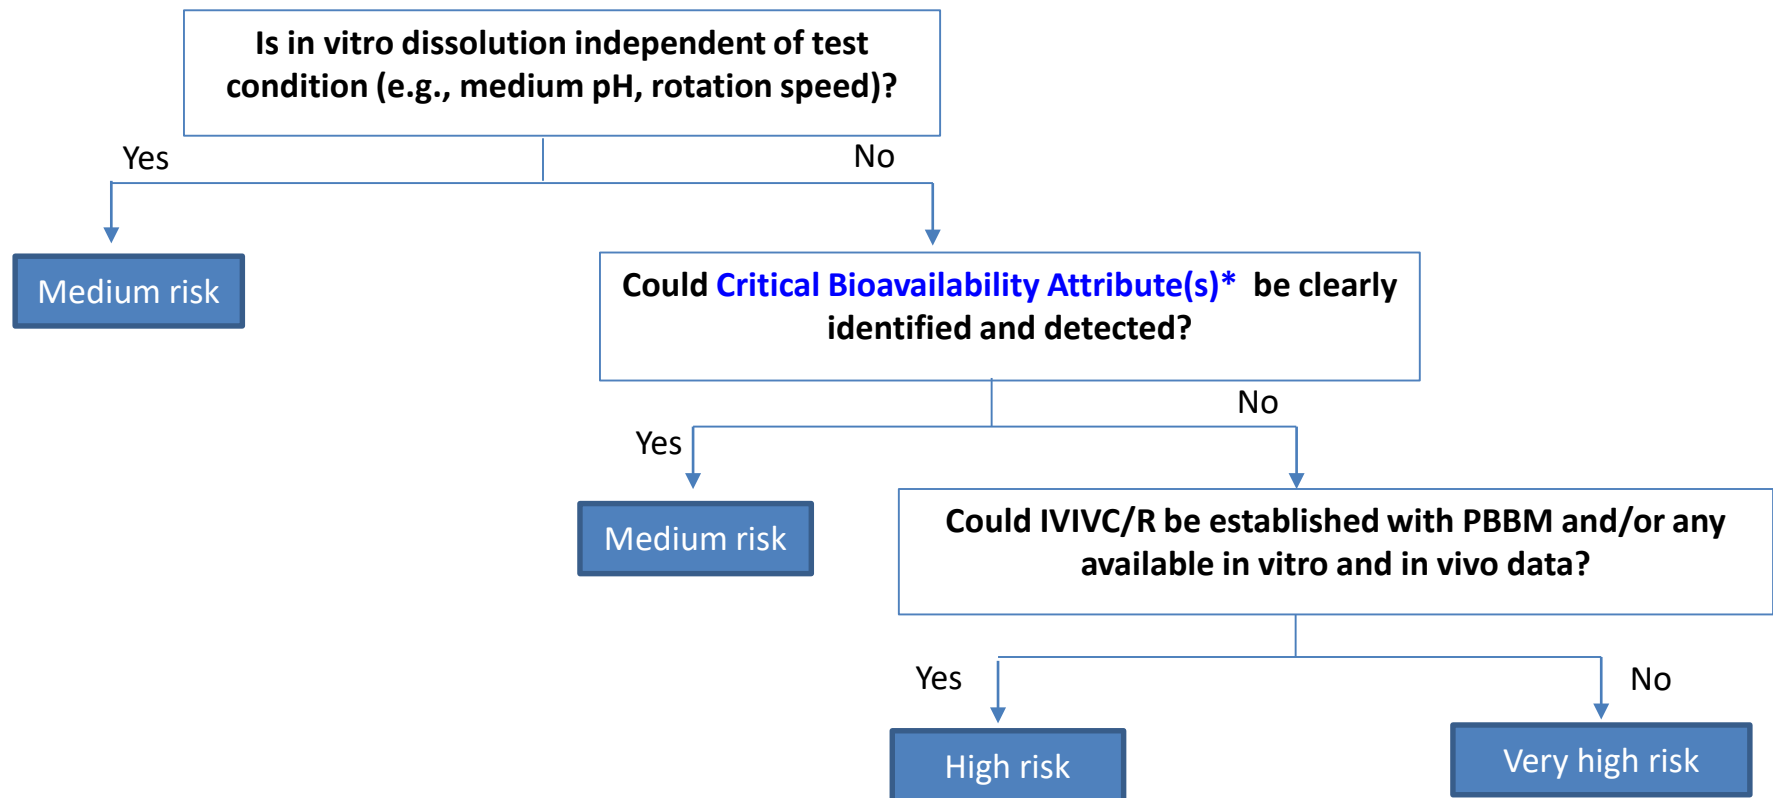 Is in vitro dissolution independent of test
condition (e.g., medium pH, rotation speed)?
Yes
No
Medium risk
Could Critical Bioavailability Attribute(s)* be clearly
identified and detected?
Yes
No
Medium risk
Could IVIVC/R be established with PBBM and/or any
available in vitro and in vivo data?
Yes
No
High risk
Very high risk